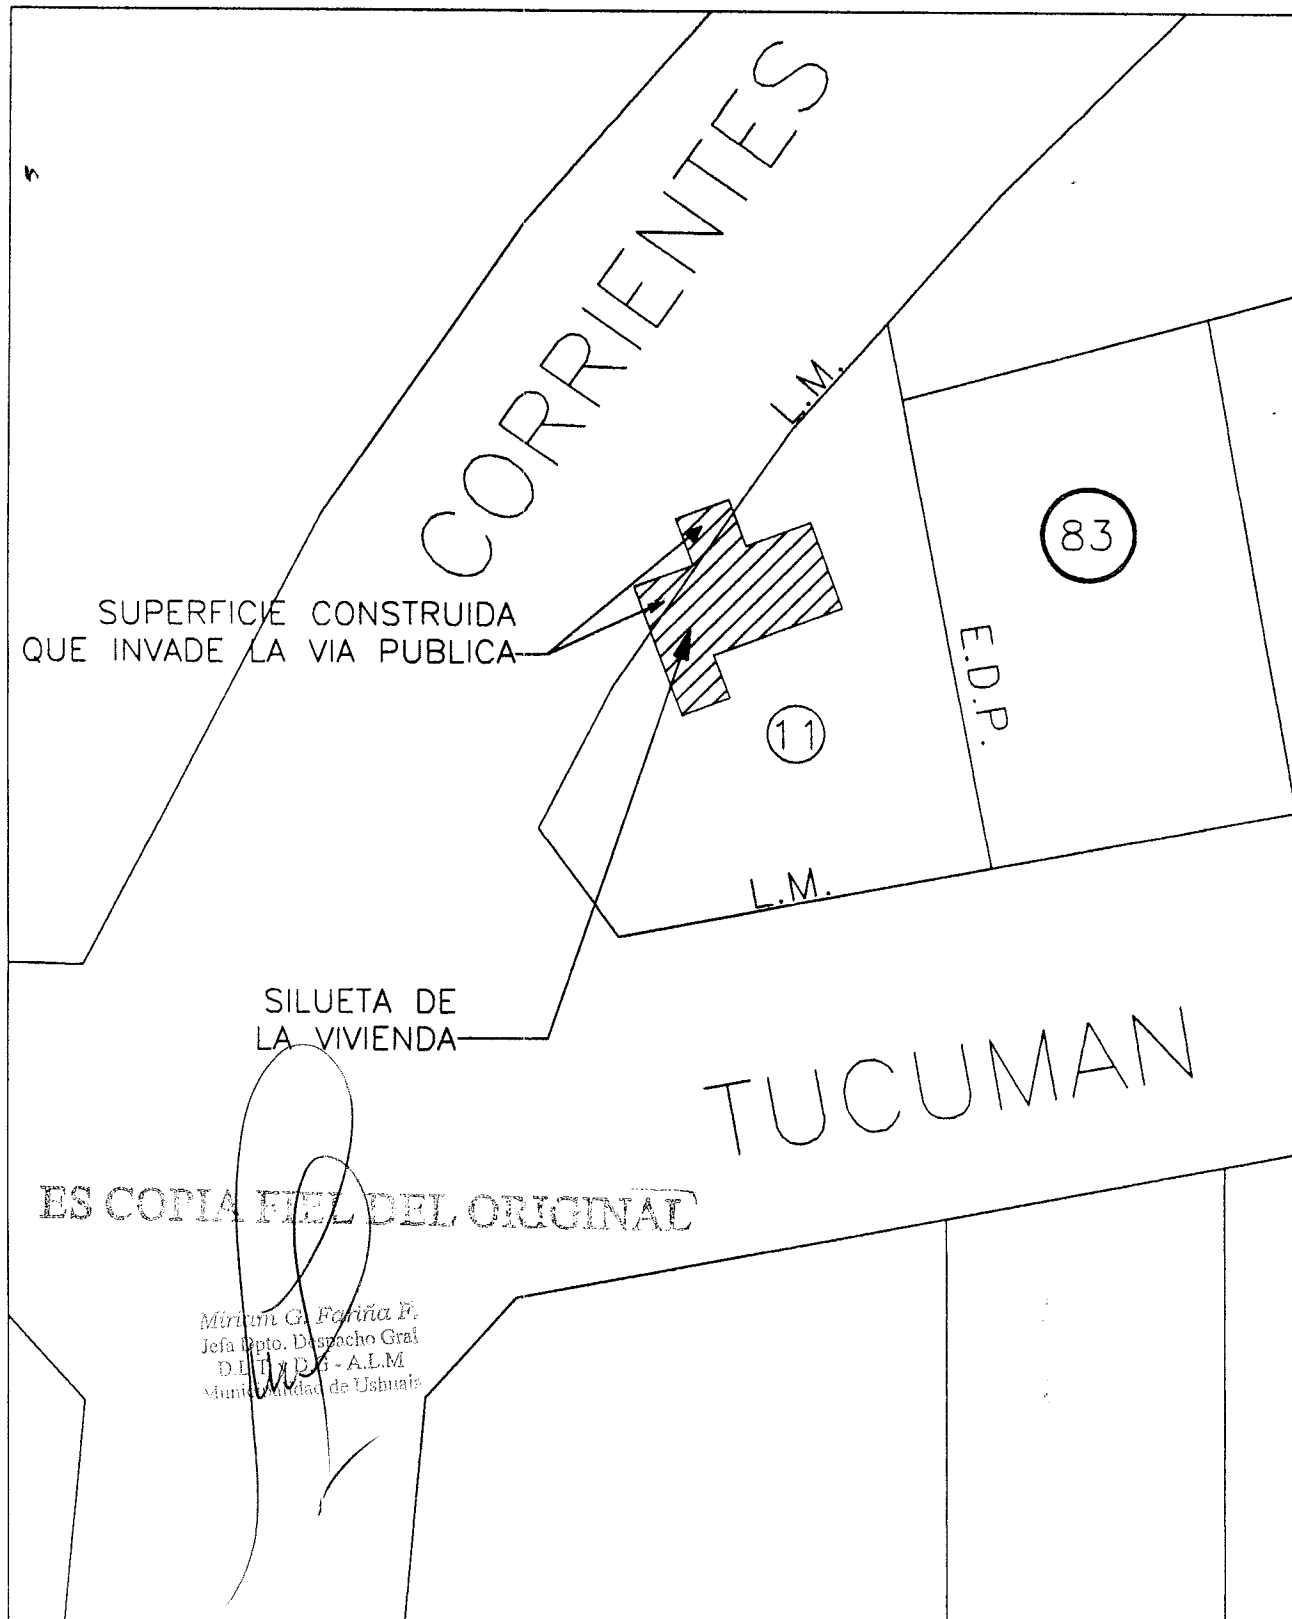 CORRIENTES
L.M.
83
SUPERFICIE CONSTRUIDA
QUE INVADE LA VIA PUBLICA
E.D.P.
11
L.M.
SILUETA DE
LA VIVIENDA
TUCUMAN
ES COPIA FIEL DEL ORIGINAL
Miriam G. Fariña F.
Jefa Dpto. Despacho Gral
A.L.M
Municipalidad de Ushuaia